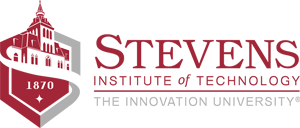 1870
STEVENS
INSTITUTE of TECHNOLOGY
THE INNOVATION UNIVERSITY®